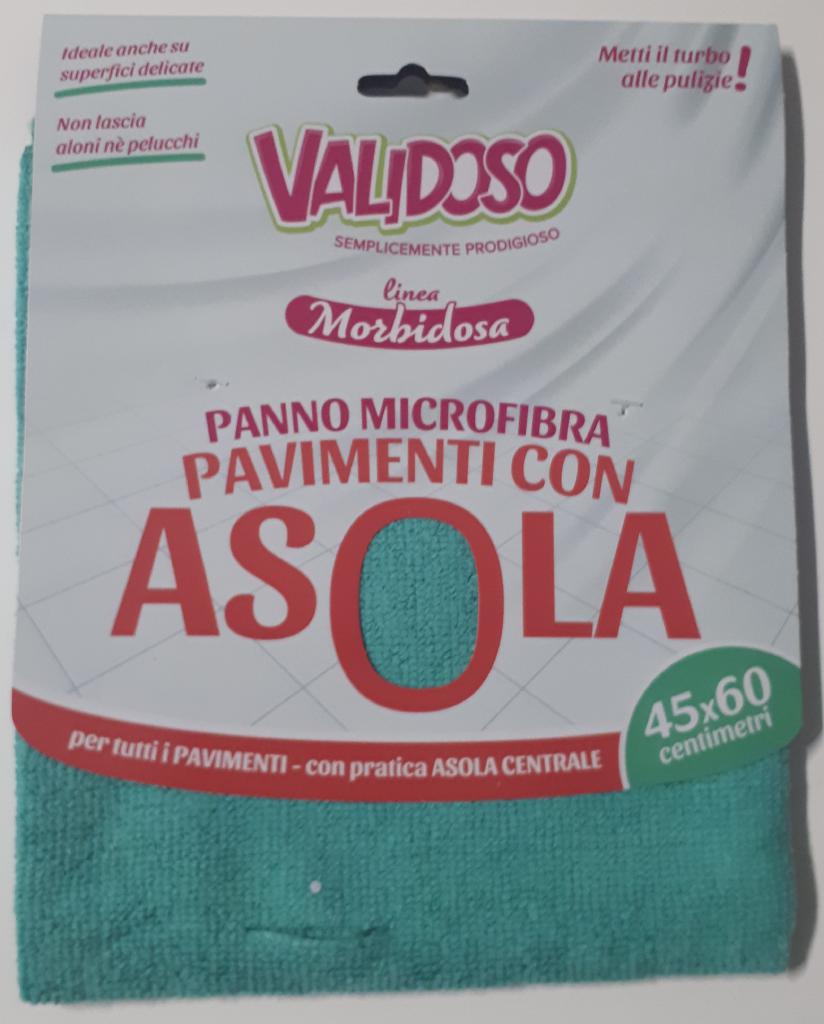 Ideale anche su
superfici delicate
Non lascia
aloni nè pelucchi
Metti il turbo
alle pulizie!
VALIDOSO
SEMPLICEMENTE PRODIGIOSO
linea
Morbidosa
PANNO MICROFIBRA
PAVIMENTI CON
ASOLA
45x60
centimetri
per tutti i PAVIMENTI - con pratica ASOLA CENTRALE